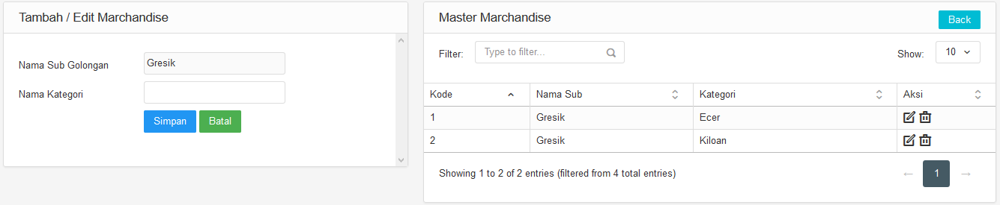 Tambah / Edit Marchandise
Nama Sub Golongan Gresik
Nama Kategori
Simpan Batal
Master Marchandise Back
Filter: Type to filter... Show: 10
Kode Nama Sub Kategori Aksi
1 Gresik Ecer
2 Gresik Kiloan
Showing 1 to 2 of 2 entries (filtered from 4 total entries) ← 1 →